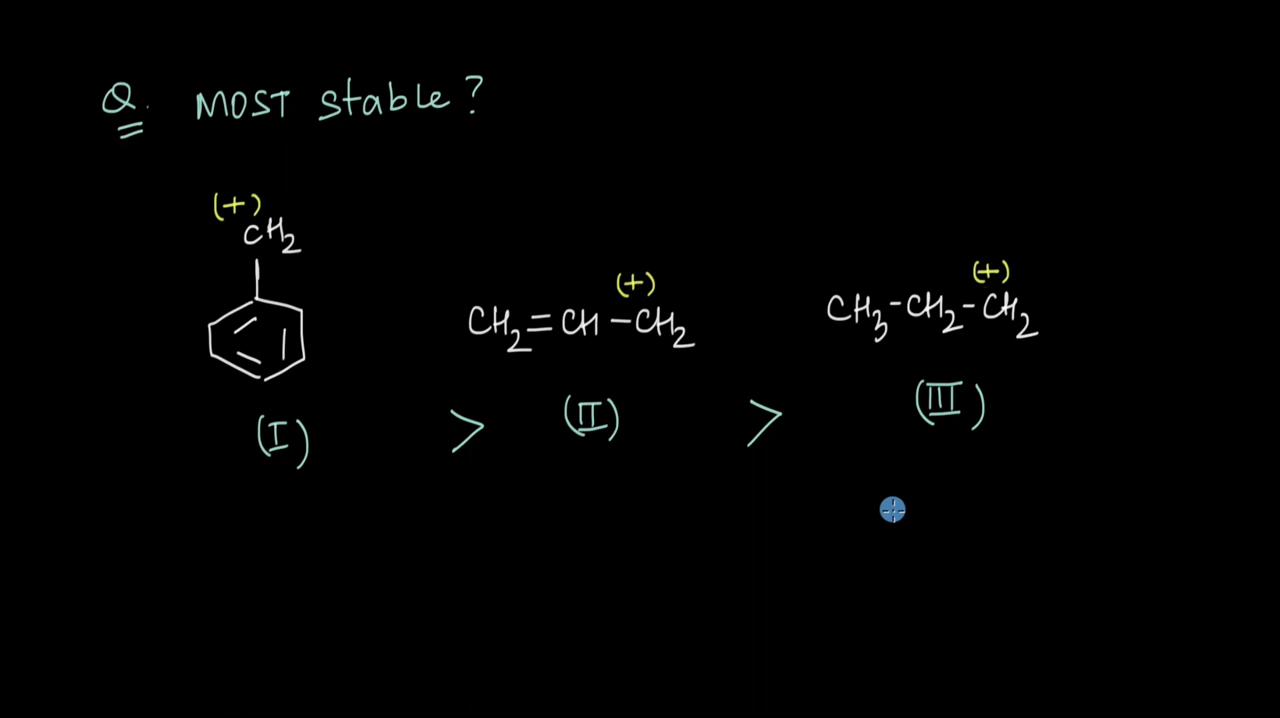 Q. MOST stable?
(+)
CH2
CH2=CH-CH2 (+)
CH3-CH2-CH2 (+)
(I) > (II) > (III)